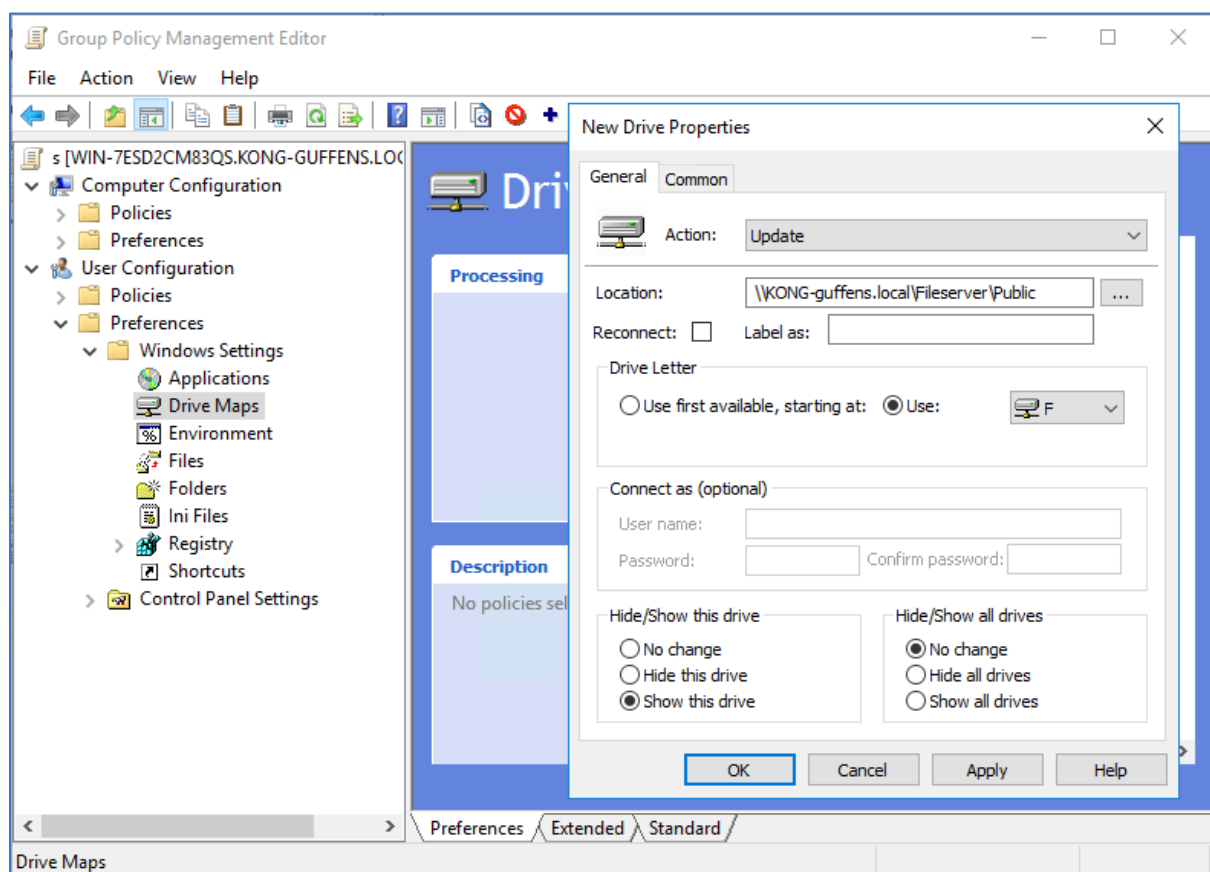 Group Policy Management Editor
File Action View Help
s [WIN-7ESD2CM83QS.KONG-GUFFENS.LOC
Computer Configuration
Policies
Preferences
User Configuration
Policies
Preferences
Windows Settings
Applications
Drive Maps
Environment
Files
Folders
Ini Files
Registry
Shortcuts
Control Panel Settings
Dri
Processing
Description
No policies sel
New Drive Properties
General Common
Action: Update
Location: \\KONG-guffens.local\Fileserver\Public ...
Reconnect: Label as:
Drive Letter
Use first available, starting at: Use: F
Connect as (optional)
User name:
Password: Confirm password:
Hide/Show this drive
No change
Hide this drive
Show this drive
Hide/Show all drives
No change
Hide all drives
Show all drives
OK Cancel Apply Help
Preferences Extended Standard
Drive Maps